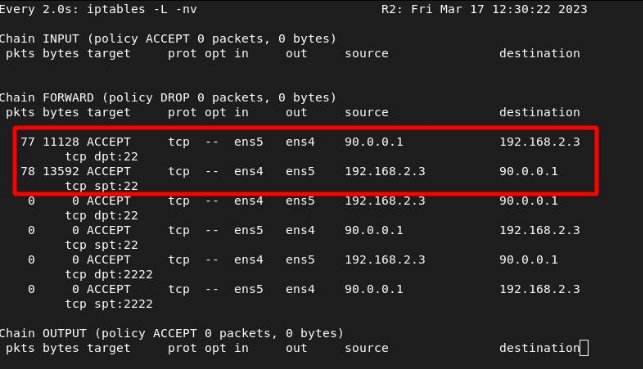 Every 2.0s: iptables -L -nv R2: Fri Mar 17 12:30:22 2023
Chain INPUT (policy ACCEPT 0 packets, 0 bytes)
pkts bytes target prot opt in out source destination
Chain FORWARD (policy DROP 0 packets, 0 bytes)
pkts bytes target prot opt in out source destination
77 11128 ACCEPT tcp -- ens5 ens4 90.0.0.1 192.168.2.3
tcp dpt:22
78 13592 ACCEPT tcp -- ens4 ens5 192.168.2.3 90.0.0.1
tcp spt:22
0 0 ACCEPT tcp -- ens4 ens5 192.168.2.3 90.0.0.1
tcp dpt:22
0 0 ACCEPT tcp -- ens5 ens4 90.0.0.1 192.168.2.3
tcp spt:22
0 0 ACCEPT tcp -- ens4 ens5 192.168.2.3 90.0.0.1
tcp dpt:2222
0 0 ACCEPT tcp -- ens5 ens4 90.0.0.1 192.168.2.3
tcp spt:2222
Chain OUTPUT (policy ACCEPT 0 packets, 0 bytes)
pkts bytes target prot opt in out source destination